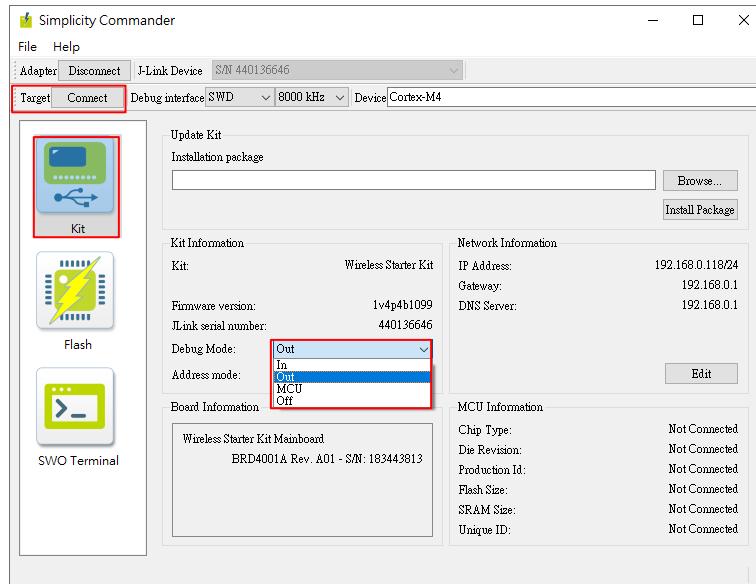 Simplicity Commander
File Help
Adapter Disconnect J-Link Device S/N 440136646
Target Connect Debug interface SWD 8000 kHz Device Cortex-M4
Kit
Flash
SWO Terminal
Update Kit
Installation package
Browse...
Install Package
Kit Information
Kit: Wireless Starter Kit
Firmware version: 1v4p4b1099
JLink serial number: 440136646
Debug Mode: Out
In
Out
MCU
Off
Address mode:
Network Information
IP Address: 192.168.0.118/24
Gateway: 192.168.0.1
DNS Server: 192.168.0.1
Edit
Board Information
Wireless Starter Kit Mainboard
BRD4001A Rev. A01 - S/N: 183443813
MCU Information
Chip Type: Not Connected
Die Revision: Not Connected
Production Id: Not Connected
Flash Size: Not Connected
SRAM Size: Not Connected
Unique ID: Not Connected